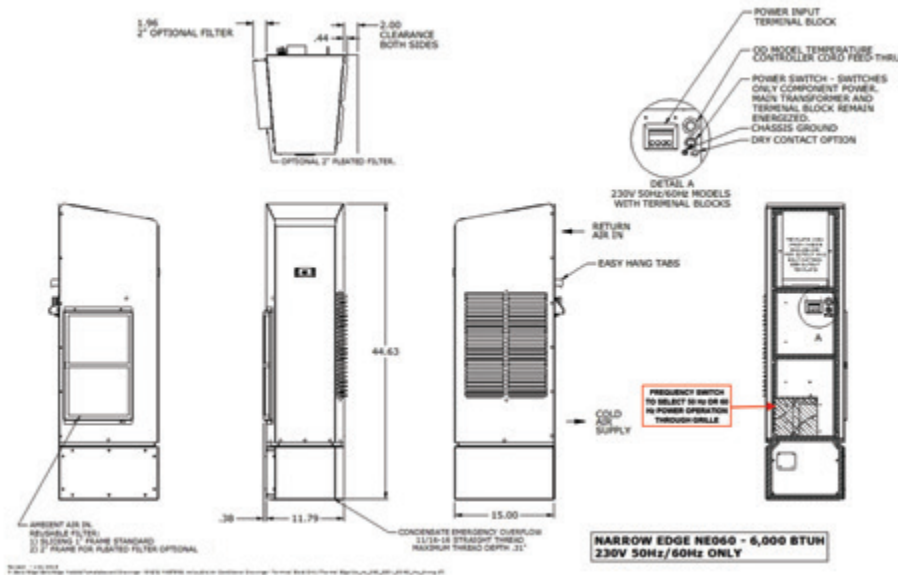 1.96
2" OPTIONAL FILTER
.44
2.00
CLEARANCE
BOTH SIDES
OPTIONAL 2" PLEATED FILTER.
POWER INPUT
TERMINAL BLOCK
OD MODEL TEMPERATURE
CONTROLLER CORD FEED-THRU
POWER SWITCH - SWITCHES
ONLY COMPONENT POWER.
MAIN TRANSFORMER AND
TERMINAL BLOCK REMAIN
ENERGIZED.
CHASSIS GROUND
DRY CONTACT OPTION
DETAIL A
230V 50Hz/60Hz MODELS
WITH TERMINAL BLOCKS
RETURN
AIR IN
EASY HANG TABS
44.63
A
FREQUENCY SWITCH
TO SELECT 50 Hz OR 60
Hz POWER OPERATION
THROUGH GRILLE
COLD
AIR
SUPPLY
.38
11.79
15.00
AMBIENT AIR IN.
REUSABLE FILTER:
1) SLIDING 1" FRAME STANDARD
2) 2" FRAME FOR PLEATED FILTER OPTIONAL
CONDENSATE EMERGENCY OVERFLOW
11/16-16 STRAIGHT THREAD
MAXIMUM THREAD DEPTH .31"
NARROW EDGE NE060 - 6,000 BTUH
230V 50Hz/60Hz ONLY